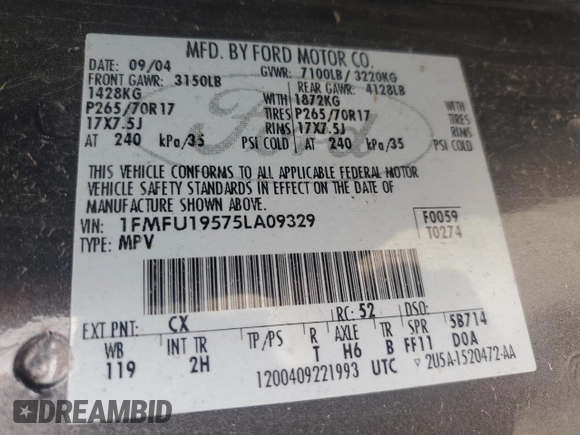 MFD. BY FORD MOTOR CO.
DATE: 09/04 GVWR: 7100LB/ 3220KG
FRONT GAWR: 3150LB REAR GAWR: 4128LB
1428KG WITH 1872KG WITH
P265/70R17 TIRES P265/70R17 TIRES
17X7.5J RIMS 17X7.5J RIMS
AT 240 kPa/35 PSI COLD AT 240 kPa/35 PSI COLD
Ford
THIS VEHICLE CONFORMS TO ALL APPLICABLE FEDERAL MOTOR
VEHICLE SAFETY STANDARDS IN EFFECT ON THE DATE OF
MANUFACTURE SHOWN ABOVE.
VIN: 1FMFU19575LA09329 F0059
TYPE: MPV T0274
EXT PNT: CX RC: 52 DSO:
WB INT TR TP/PS R AXLE TR SPR 5B714
119 2H T H6 B FF11 DOA
1200409221993 UTC ▽ 2U5A-1520472-AA
DREAMBID